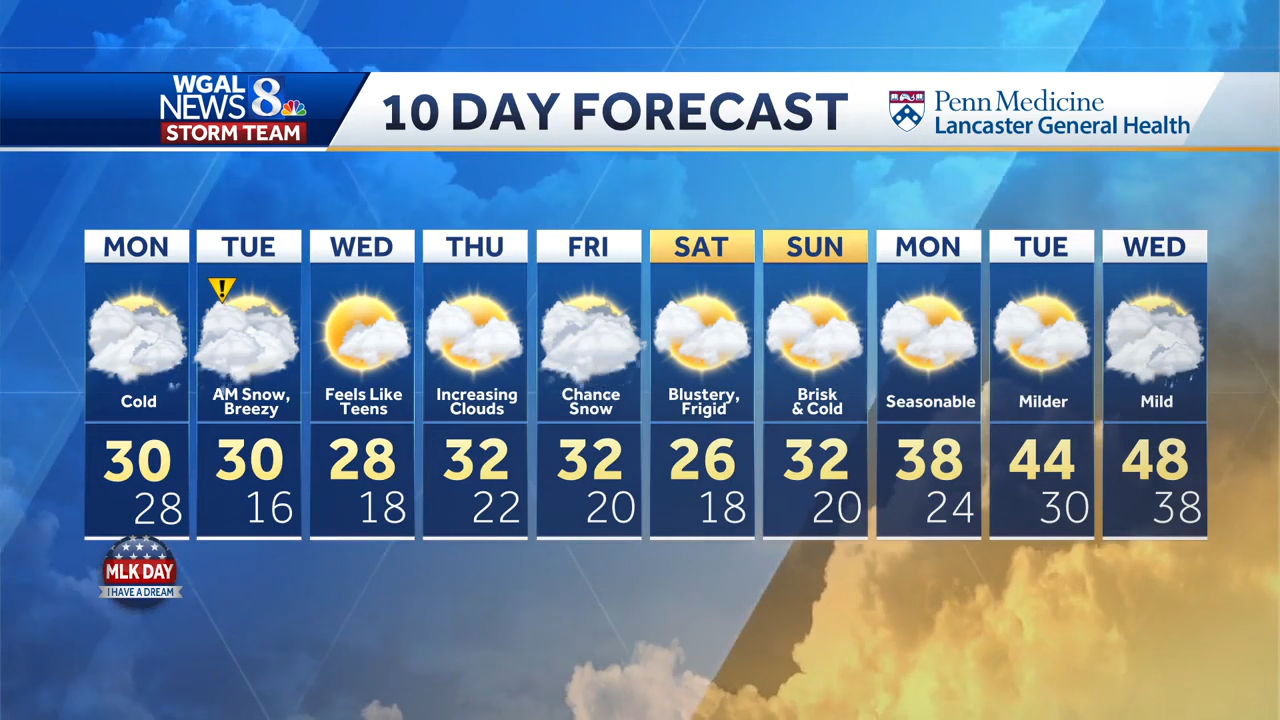 WGAL
NEWS 8
STORM TEAM
10 DAY FORECAST
Penn Medicine
Lancaster General Health
MON TUE WED THU FRI SAT SUN MON TUE WED
!
Cold
AM Snow,
Breezy
Feels Like
Teens
Increasing
Clouds
Chance
Snow
Blustery,
Frigid
Brisk
& Cold
Seasonable
Milder
Mild
30 30 28 32 32 26 32 38 44 48
28 16 18 22 20 18 20 24 30 38
MLK DAY
I HAVE A DREAM